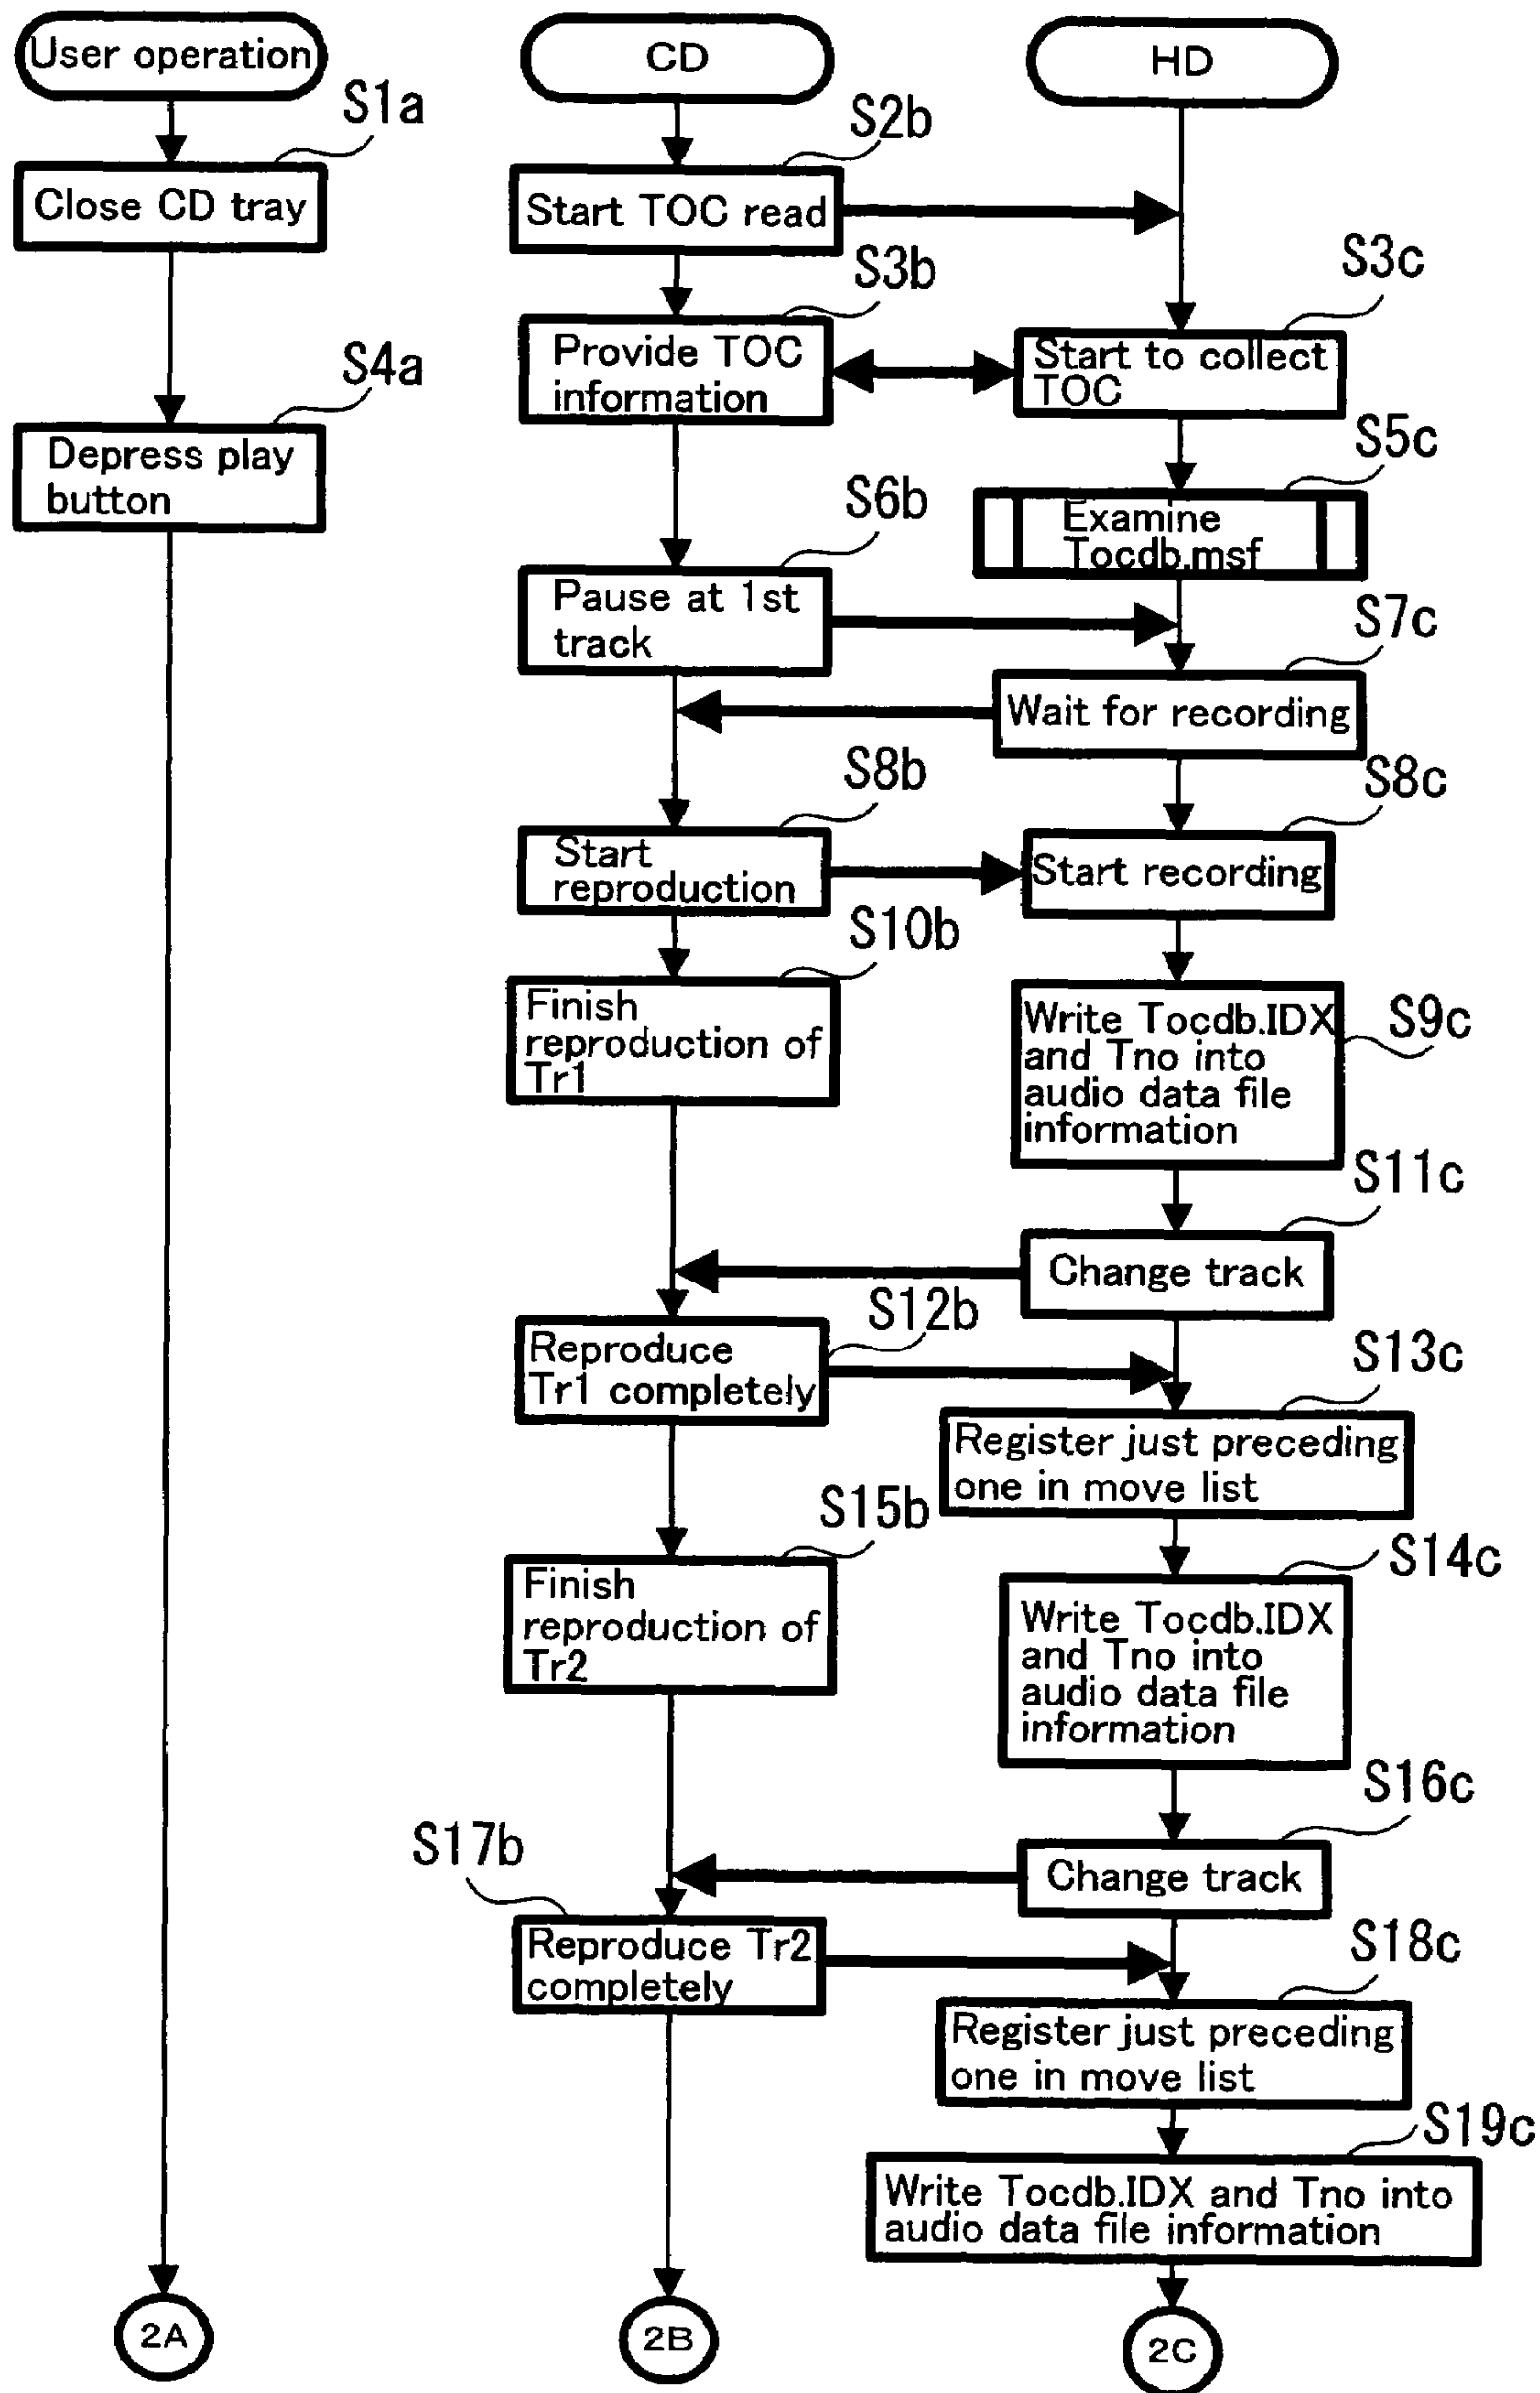 User operation
CD
HD
S1a
Close CD tray
S2b
Start TOC read
S3b
Provide TOC
information
S3c
Start to collect
TOC
S4a
Depress play
button
S5c
Examine
Tocdb.msf
S6b
Pause at 1st
track
S7c
Wait for recording
S8b
Start
reproduction
S8c
Start recording
S10b
Finish
reproduction of
Tr1
S9c
Write Tocdb.IDX
and Tno into
audio data file
information
S11c
Change track
S12b
Reproduce
Tr1 completely
S13c
Register just preceding
one in move list
S15b
Finish
reproduction of
Tr2
S14c
Write Tocdb.IDX
and Tno into
audio data file
information
S16c
Change track
S17b
Reproduce Tr2
completely
S18c
Register just preceding
one in move list
S19c
Write Tocdb.IDX and Tno into
audio data file information
2A
2B
2C